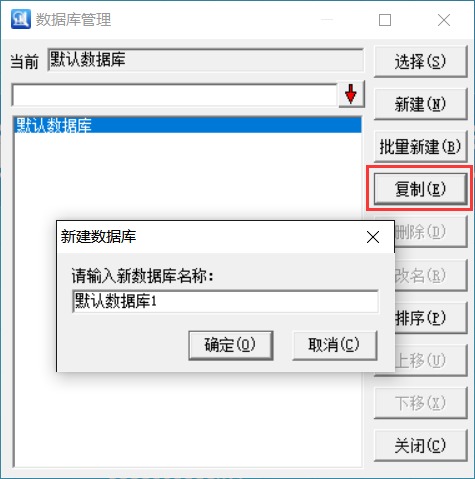 数据库管理
当前 默认数据库
选择(S)
新建(N)
默认数据库
批量新建(B)
复制(E)
删除(D)
新建数据库
改名(R)
请输入新数据库名称:
默认数据库1
排序(P)
确定(O) 取消(C)
上移(U)
下移(X)
关闭(C)